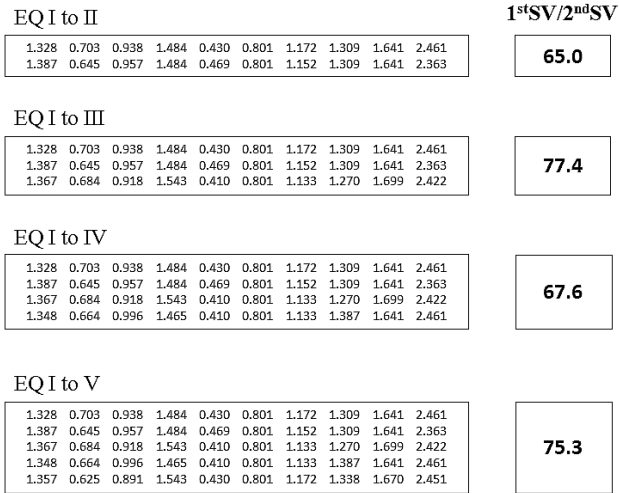 1stSV/2ndSV
EQ I to II
1.328 0.703 0.938 1.484 0.430 0.801 1.172 1.309 1.641 2.461
1.387 0.645 0.957 1.484 0.469 0.801 1.152 1.309 1.641 2.363
65.0
EQ I to III
1.328 0.703 0.938 1.484 0.430 0.801 1.172 1.309 1.641 2.461
1.387 0.645 0.957 1.484 0.469 0.801 1.152 1.309 1.641 2.363
1.367 0.684 0.918 1.543 0.410 0.801 1.133 1.270 1.699 2.422
77.4
EQ I to IV
1.328 0.703 0.938 1.484 0.430 0.801 1.172 1.309 1.641 2.461
1.387 0.645 0.957 1.484 0.469 0.801 1.152 1.309 1.641 2.363
1.367 0.684 0.918 1.543 0.410 0.801 1.133 1.270 1.699 2.422
1.348 0.664 0.996 1.465 0.410 0.801 1.133 1.387 1.641 2.461
67.6
EQ I to V
1.328 0.703 0.938 1.484 0.430 0.801 1.172 1.309 1.641 2.461
1.387 0.645 0.957 1.484 0.469 0.801 1.152 1.309 1.641 2.363
1.367 0.684 0.918 1.543 0.410 0.801 1.133 1.270 1.699 2.422
1.348 0.664 0.996 1.465 0.410 0.801 1.133 1.387 1.641 2.461
1.357 0.625 0.891 1.543 0.430 0.801 1.172 1.338 1.670 2.451
75.3